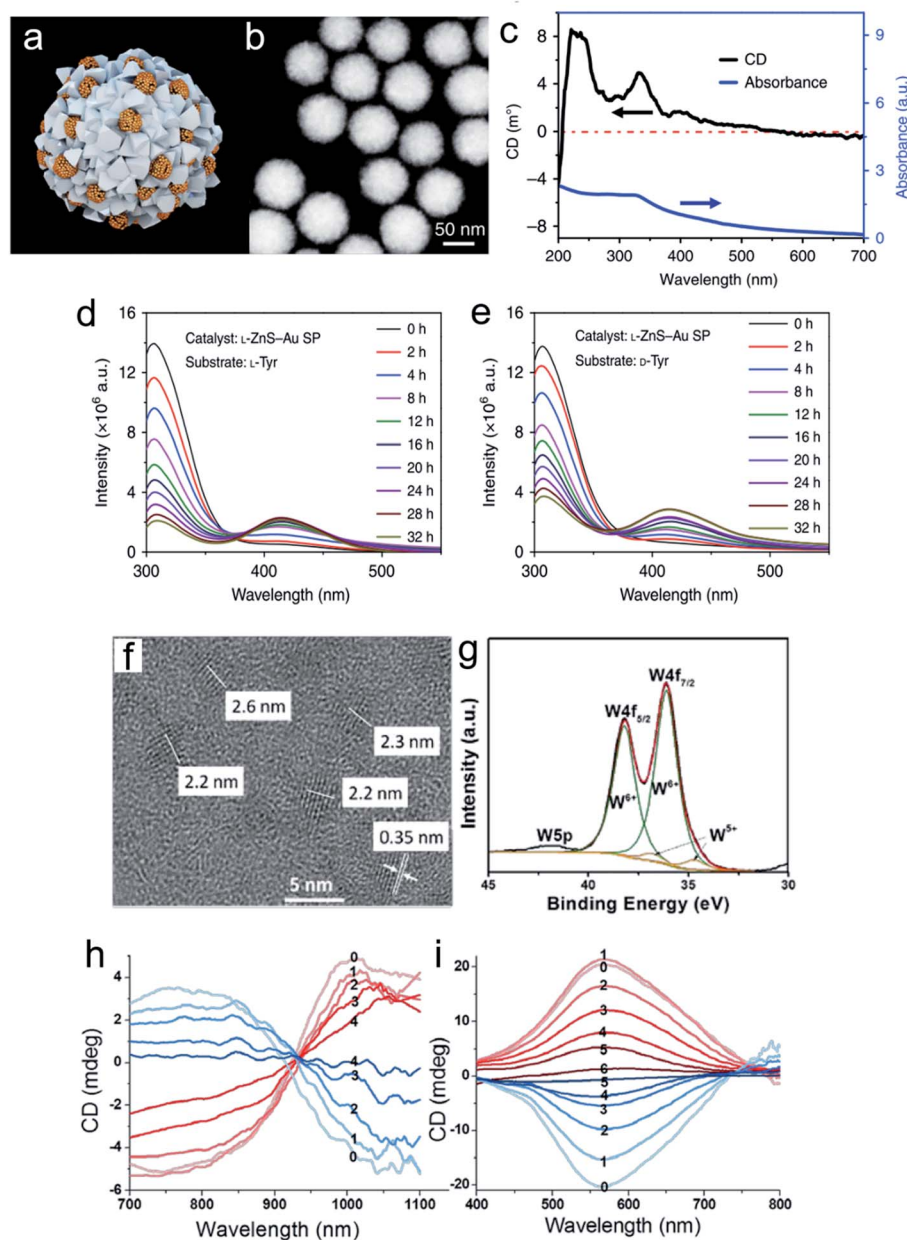 a
b
50 nm
c
8
4
0
−4
−8
CD (m°)
CD
Absorbance
9
6
3
0
Absorbance (a.u.)
200 300 400 500 600 700
Wavelength (nm)
d
16
12
8
4
0
Intensity (×10⁶ a.u.)
Catalyst: L-ZnS–Au SP
Substrate: L-Tyr
0 h
2 h
4 h
8 h
12 h
16 h
20 h
24 h
28 h
32 h
300 400 500
Wavelength (nm)
e
16
12
8
4
0
Intensity (×10⁶ a.u.)
Catalyst: L-ZnS–Au SP
Substrate: D-Tyr
0 h
2 h
4 h
8 h
12 h
16 h
20 h
24 h
28 h
32 h
300 400 500
Wavelength (nm)
f
2.6 nm
2.3 nm
2.2 nm
2.2 nm
0.35 nm
5 nm
g
Intensity (a.u.)
W4f7/2
W4f5/2
W⁶⁺
W⁶⁺
W5p
W⁵⁺
45 40 35 30
Binding Energy (eV)
h
4
2
0
-2
-4
-6
CD (mdeg)
0
1
2
3
4
4
3
2
1
0
700 800 900 1000 1100
Wavelength (nm)
i
20
10
0
-10
-20
CD (mdeg)
1
0
2
3
4
5
6
5
4
3
2
1
0
400 500 600 700 800
Wavelength (nm)